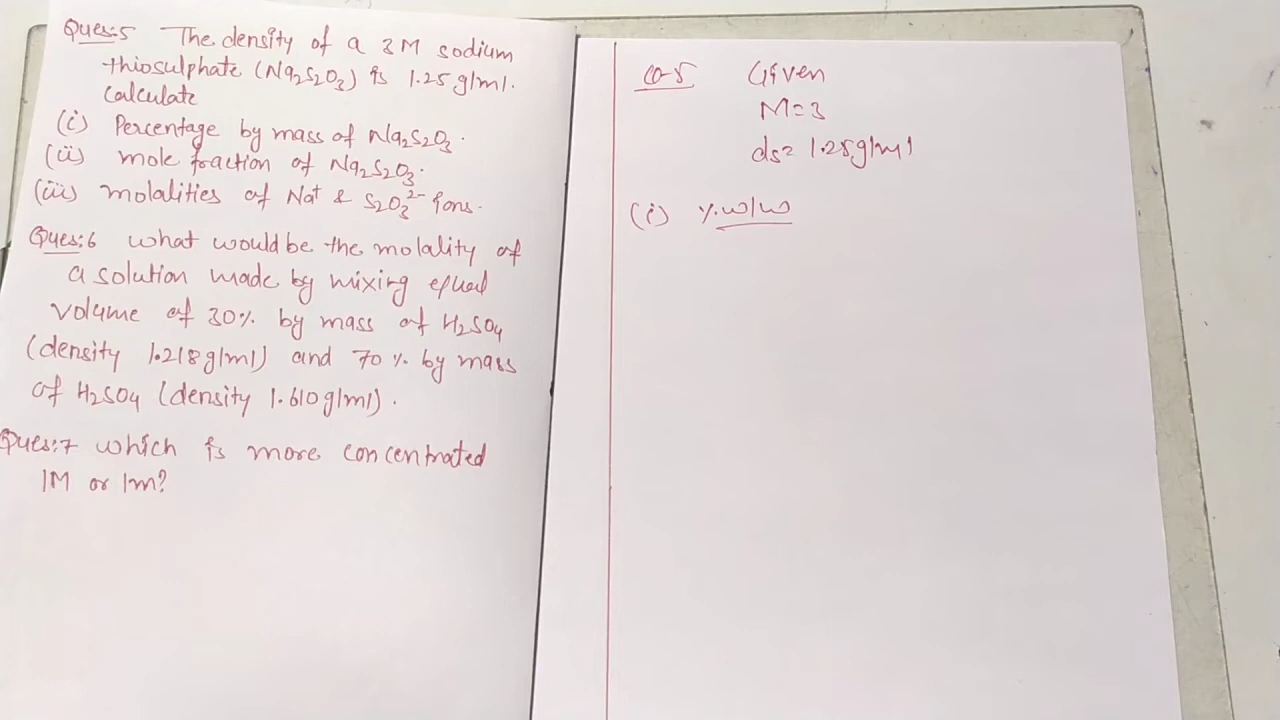 Ques:5 The density of a 3M sodium
thiosulphate (Na2S2O3) is 1.25 g/ml.
Calculate
(i) Percentage by mass of Na2S2O3.
(ii) mole fraction of Na2S2O3.
(iii) molalities of Na+ & S2O3^2- ions.
Ques:6 what would be the molality of
a solution made by mixing equal
volume of 30% by mass of H2SO4
(density 1.218 g/ml) and 70% by mass
of H2SO4 (density 1.610 g/ml).
Ques:7 which is more concentrated
1M or 1m?
Q-5 Given
M=3
ds= 1.25g/ml
(i) %w/w